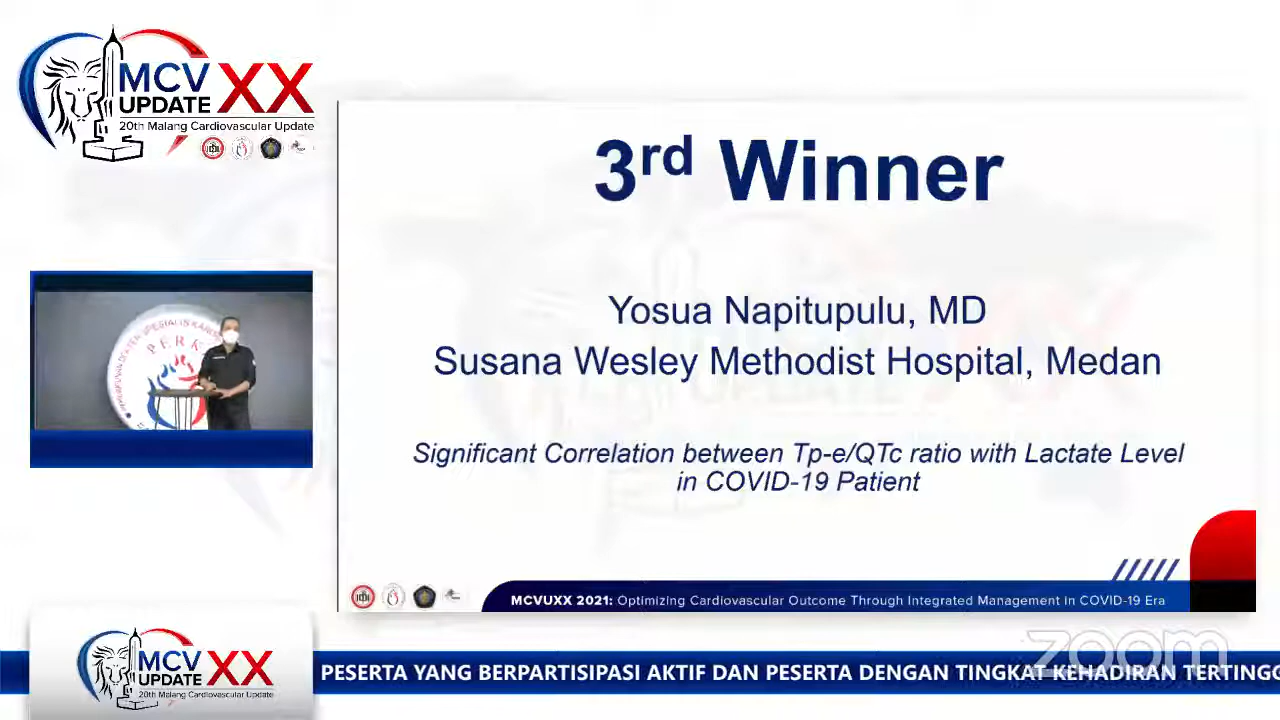 MCV XX
UPDATE
20th Malang Cardiovascular Update
3rd Winner
Yosua Napitupulu, MD
Susana Wesley Methodist Hospital, Medan
Significant Correlation between Tp-e/QTc ratio with Lactate Level
in COVID-19 Patient
PERK
MCVUXX 2021: Optimizing Cardiovascular Outcome Through Integrated Management in COVID-19 Era
zoom
MCV XX
UPDATE
20th Malang Cardiovascular Update
PESERTA YANG BERPARTISIPASI AKTIF DAN PESERTA DENGAN TINGKAT KEHADIRAN TERTINGG